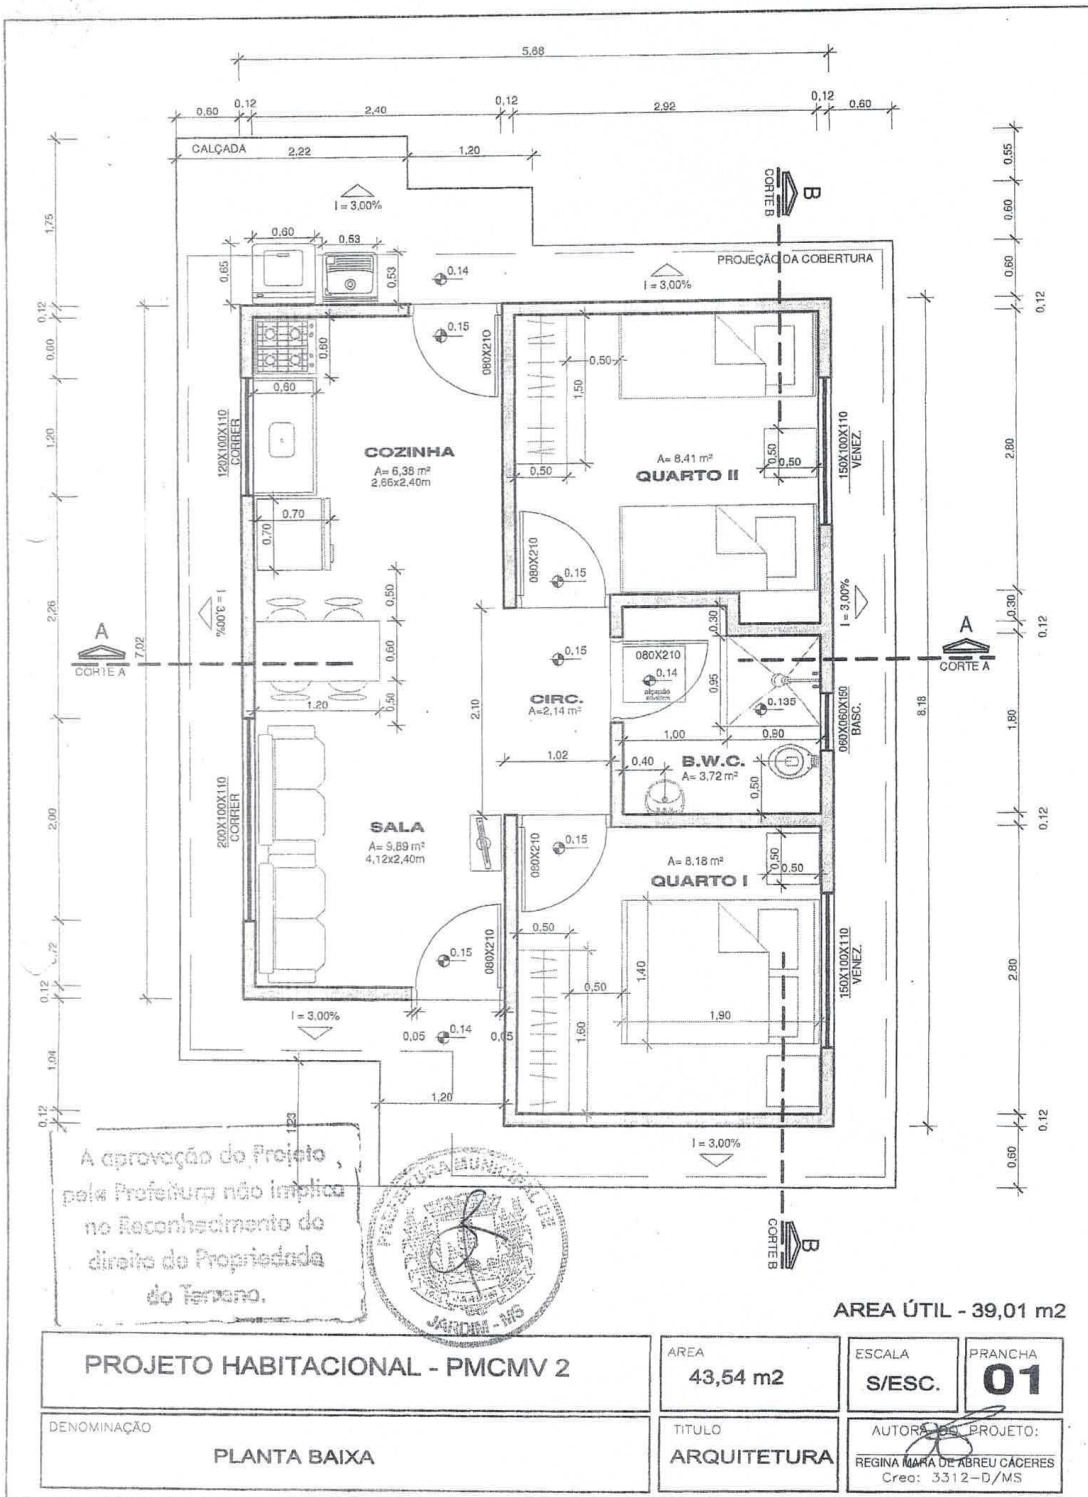 5.68
0,60
0.12
2,40
0,12
2.92
0,12
0.60
CALÇADA
2.22
1,20
I = 3,00%
CORTE B
B
0.55
0.60
0.60
0.12
1,75
0,60
0.53
0,65
0,53
0.14
PROJEÇÃO DA COBERTURA
I = 3.00%
0.12
0.60
0,60
0.15
080X210
0,50
1,50
0,60
120X100X110
CORRER
1.20
COZINHA
A= 6,38 m²
2,66x2,40m
A= 8.41 m²
QUARTO II
0,50
0,50
0,50
150X100X110
VENEZ.
2.80
0.70
0,70
080X210
0.15
0,50
I = 3,00%
2,26
7,02
A
CORTE A
0,60
1.20
0,50
2.10
0.15
CIRC.
A=2,14 m²
080X210
0.14
0,30
0,95
0.135
I = 3,00%
0.30
0.12
A
CORTE A
1,02
1,00
0,90
0,40
B.W.C.
A= 3,72 m²
0,50
060X060X150
BASC.
8.18
1,80
0.12
200X100X110
CORRER
2.00
SALA
A= 9,89 m²
4,12x2,40m
080X210
0.15
A= 8.18 m²
QUARTO I
0,50
0,50
0,50
0.15
080X210
1,40
0,50
1,90
1,60
150X100X110
VENEZ.
2.80
0,12
I = 3,00%
0,05
0.14
0,05
1,04
0.12
1,20
1,23
I = 3,00%
0.12
0,60
CORTE B
B
A aprovação do Projeto
pela Prefeitura não implica
no Reconhecimento do
direito de Propriedade
do Terreno.
PREFEITURA MUNICIPAL DE
JARDIM - MS
AREA ÚTIL - 39,01 m2
PROJETO HABITACIONAL - PMCMV 2
AREA
43,54 m2
ESCALA
S/ESC.
PRANCHA
01
DENOMINAÇÃO
PLANTA BAIXA
TITULO
ARQUITETURA
AUTORA DO PROJETO:
REGINA MARA DE ABREU CÁCERES
Crea: 3312-D/MS